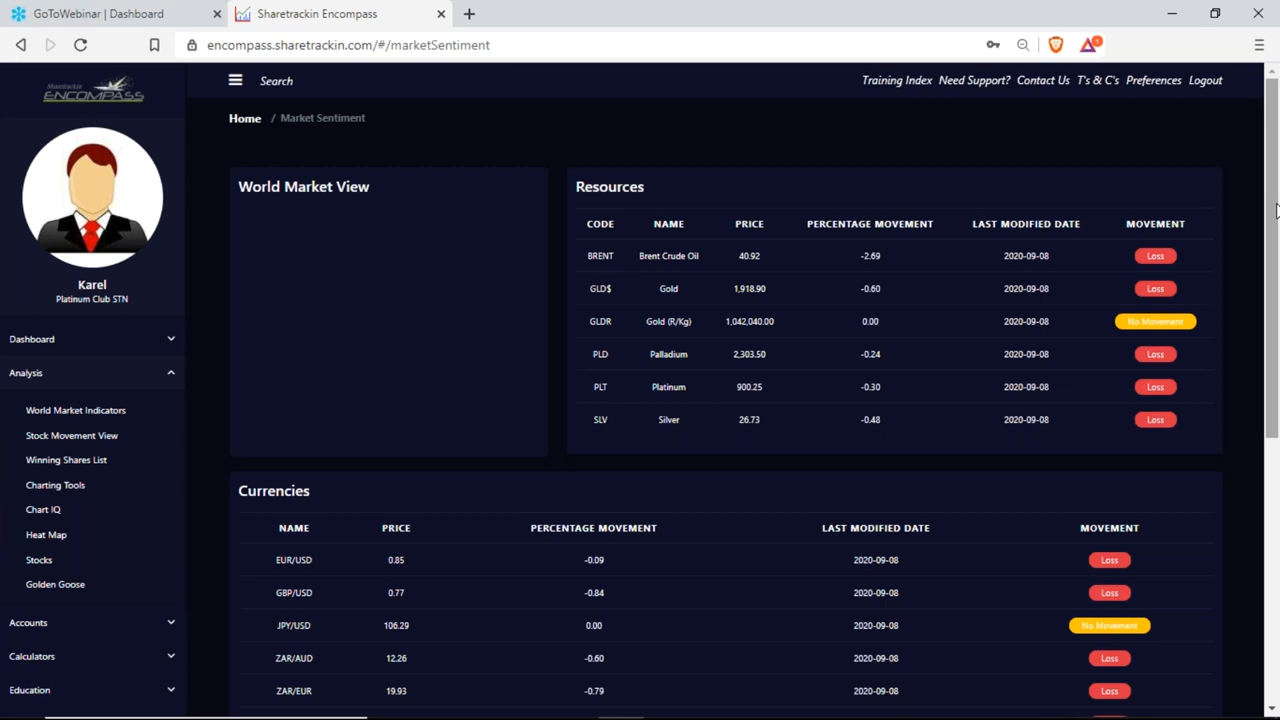 GoToWebinar | Dashboard
Sharetrackin Encompass
encompass.sharetrackin.com/#/marketSentiment
1
Sharetrackin
ENCOMPASS
Search
Training Index Need Support? Contact Us T's & C's Preferences Logout
Home / Market Sentiment
Karel
Platinum Club STN
Dashboard
Analysis
World Market Indicators
Stock Movement View
Winning Shares List
Charting Tools
Chart IQ
Heat Map
Stocks
Golden Goose
Accounts
Calculators
Education
World Market View
Resources
CODE NAME PRICE PERCENTAGE MOVEMENT LAST MODIFIED DATE MOVEMENT
BRENT Brent Crude Oil 40.92 -2.69 2020-09-08 Loss
GLD$ Gold 1,918.90 -0.60 2020-09-08 Loss
GLDR Gold (R/Kg) 1,042,040.00 0.00 2020-09-08 No Movement
PLD Palladium 2,303.50 -0.24 2020-09-08 Loss
PLT Platinum 900.25 -0.30 2020-09-08 Loss
SLV Silver 26.73 -0.48 2020-09-08 Loss
Currencies
NAME PRICE PERCENTAGE MOVEMENT LAST MODIFIED DATE MOVEMENT
EUR/USD 0.85 -0.09 2020-09-08 Loss
GBP/USD 0.77 -0.84 2020-09-08 Loss
JPY/USD 106.29 0.00 2020-09-08 No Movement
ZAR/AUD 12.26 -0.60 2020-09-08 Loss
ZAR/EUR 19.93 -0.79 2020-09-08 Loss